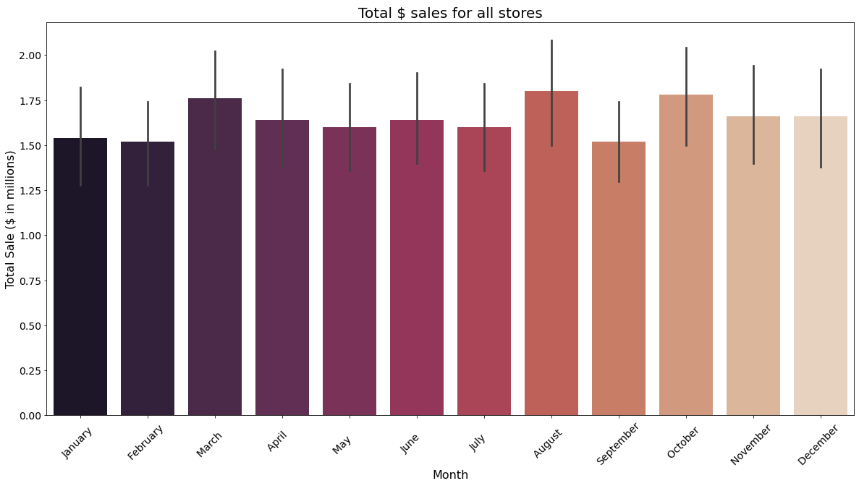 Total $ sales for all stores
Total Sale ($ in millions)
2.00
1.75
1.50
1.25
1.00
0.75
0.50
0.25
0.00
January
February
March
April
May
June
July
August
September
October
November
December
Month